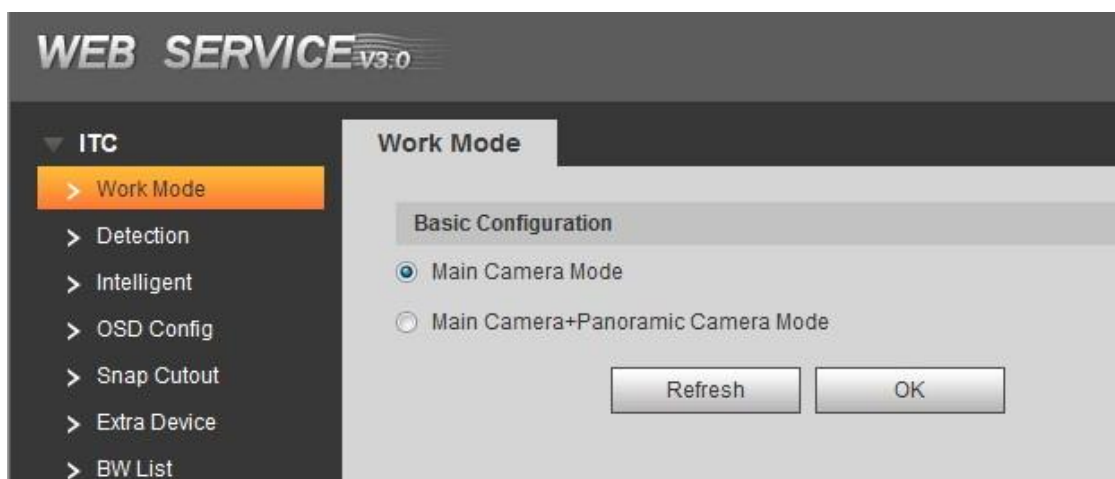 WEB SERVICE V3.0
ITC
Work Mode
Detection
Intelligent
OSD Config
Snap Cutout
Extra Device
BW List
Work Mode
Basic Configuration
Main Camera Mode
Main Camera+Panoramic Camera Mode
Refresh
OK